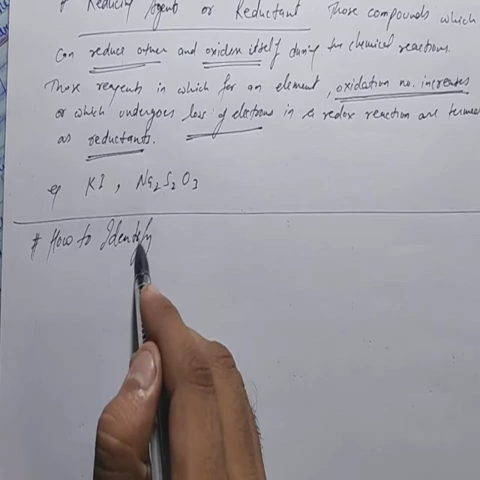 # Reducing Agent or Reductant Those compounds which
can reduce other and oxidise itself during the chemical reactions.
Those reagents in which for an element, oxidation no. increases
or which undergoes loss of electrons in a redox reaction are termed
as reductants.
eg KI, Na2S2O3
# How to Identify